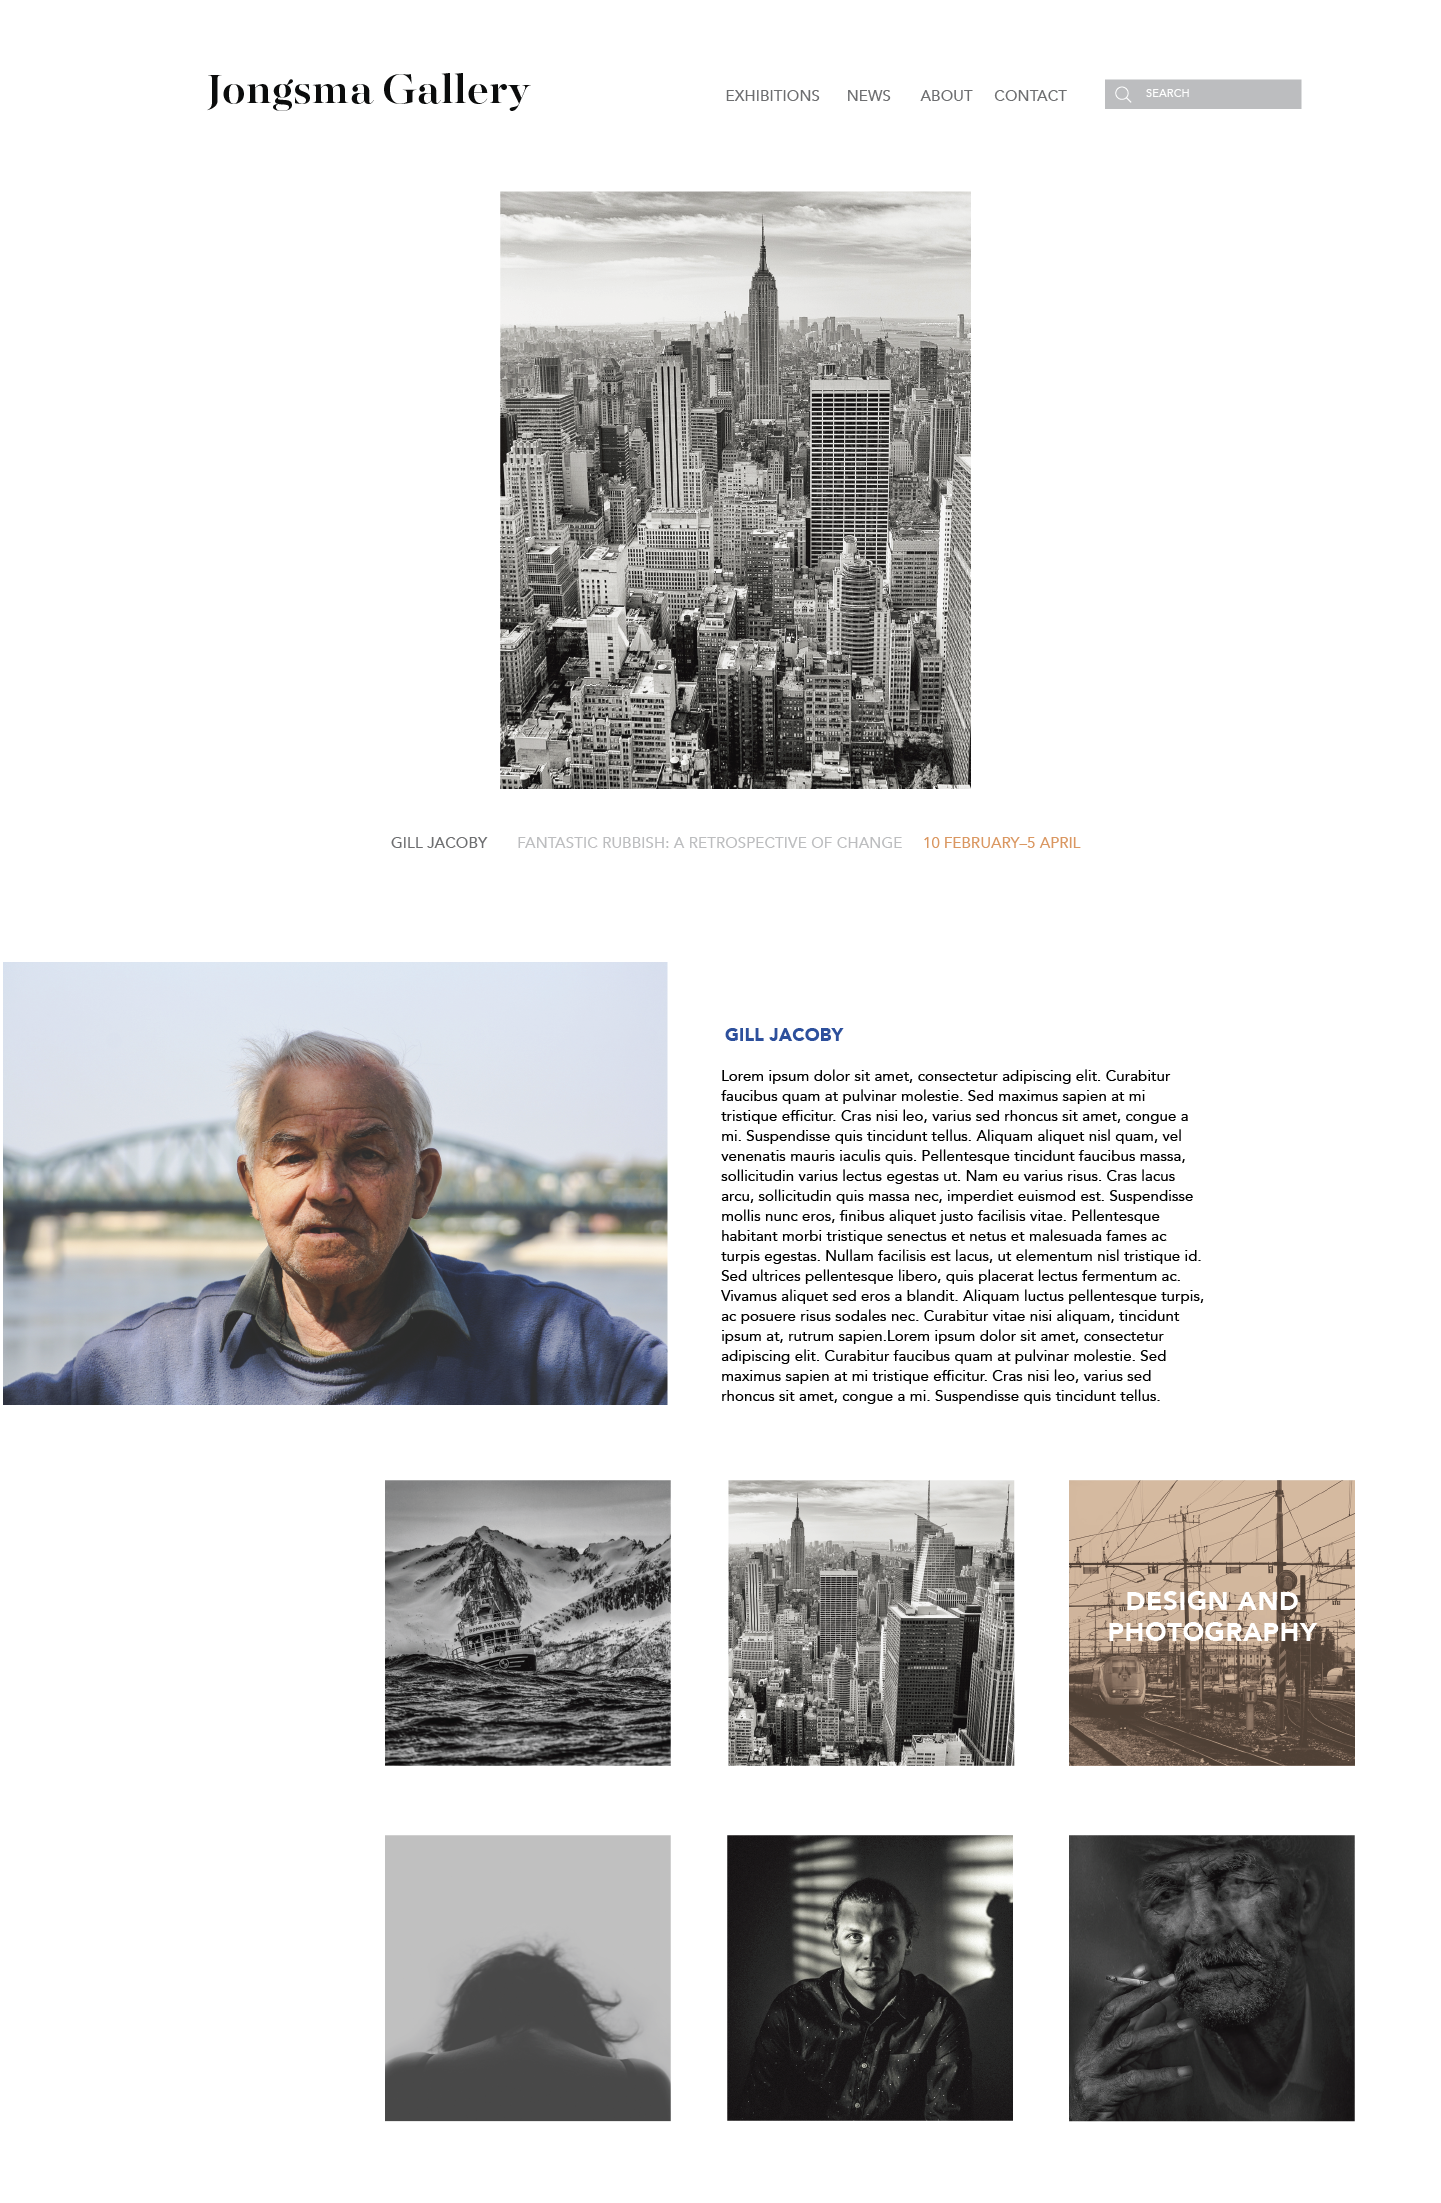 Jongsma Gallery
EXHIBITIONS NEWS ABOUT CONTACT
SEARCH
GILL JACOBY FANTASTIC RUBBISH: A RETROSPECTIVE OF CHANGE 10 FEBRUARY–5 APRIL
GILL JACOBY
Lorem ipsum dolor sit amet, consectetur adipiscing elit. Curabitur
faucibus quam at pulvinar molestie. Sed maximus sapien at mi
tristique efficitur. Cras nisi leo, varius sed rhoncus sit amet, congue a
mi. Suspendisse quis tincidunt tellus. Aliquam aliquet nisl quam, vel
venenatis mauris iaculis quis. Pellentesque tincidunt faucibus massa,
sollicitudin varius lectus egestas ut. Nam eu varius risus. Cras lacus
arcu, sollicitudin quis massa nec, imperdiet euismod est. Suspendisse
mollis nunc eros, finibus aliquet justo facilisis vitae. Pellentesque
habitant morbi tristique senectus et netus et malesuada fames ac
turpis egestas. Nullam facilisis est lacus, ut elementum nisl tristique id.
Sed ultrices pellentesque libero, quis placerat lectus fermentum ac.
Vivamus aliquet sed eros a blandit. Aliquam luctus pellentesque turpis,
ac posuere risus sodales nec. Curabitur vitae nisi aliquam, tincidunt
ipsum at, rutrum sapien.Lorem ipsum dolor sit amet, consectetur
adipiscing elit. Curabitur faucibus quam at pulvinar molestie. Sed
maximus sapien at mi tristique efficitur. Cras nisi leo, varius sed
rhoncus sit amet, congue a mi. Suspendisse quis tincidunt tellus.
DESIGN AND
PHOTOGRAPHY